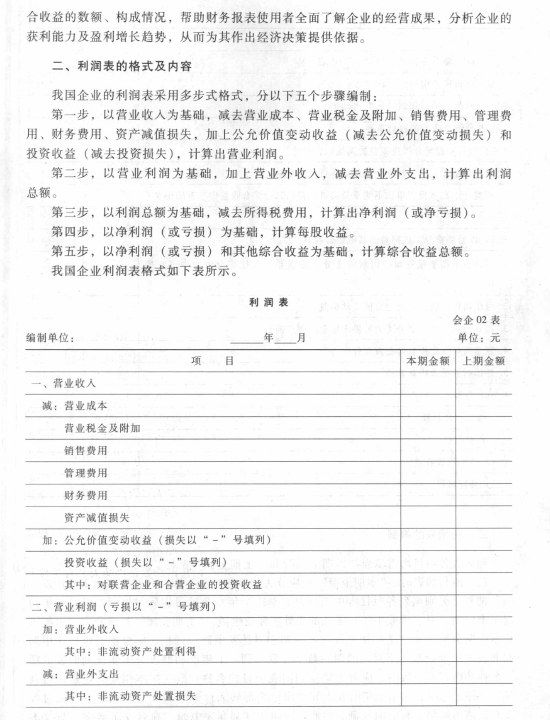 合收益的数额、构成情况，帮助财务报表使用者全面了解企业的经营成果，分析企业的
获利能力及盈利增长趋势，从而为其作出经济决策提供依据。
二、利润表的格式及内容
我国企业的利润表采用多步式格式，分以下五个步骤编制：
第一步，以营业收入为基础，减去营业成本、营业税金及附加、销售费用、管理费
用、财务费用、资产减值损失，加上公允价值变动收益（减去公允价值变动损失）和
投资收益（减去投资损失），计算出营业利润。
第二步，以营业利润为基础，加上营业外收入，减去营业外支出，计算出利润
总额。
第三步，以利润总额为基础，减去所得税费用，计算出净利润（或净亏损）。
第四步，以净利润（或亏损）为基础，计算每股收益。
第五步，以净利润（或亏损）和其他综合收益为基础，计算综合收益总额。
我国企业利润表格式如下表所示。
利 润 表
会企 02 表
编制单位： ____年___月 单位：元
项 目 本期金额 上期金额
一、营业收入
减：营业成本
营业税金及附加
销售费用
管理费用
财务费用
资产减值损失
加：公允价值变动收益（损失以“－”号填列）
投资收益（损失以“－”号填列）
其中：对联营企业和合营企业的投资收益
二、营业利润（亏损以“－”号填列）
加：营业外收入
其中：非流动资产处置利得
减：营业外支出
其中：非流动资产处置损失